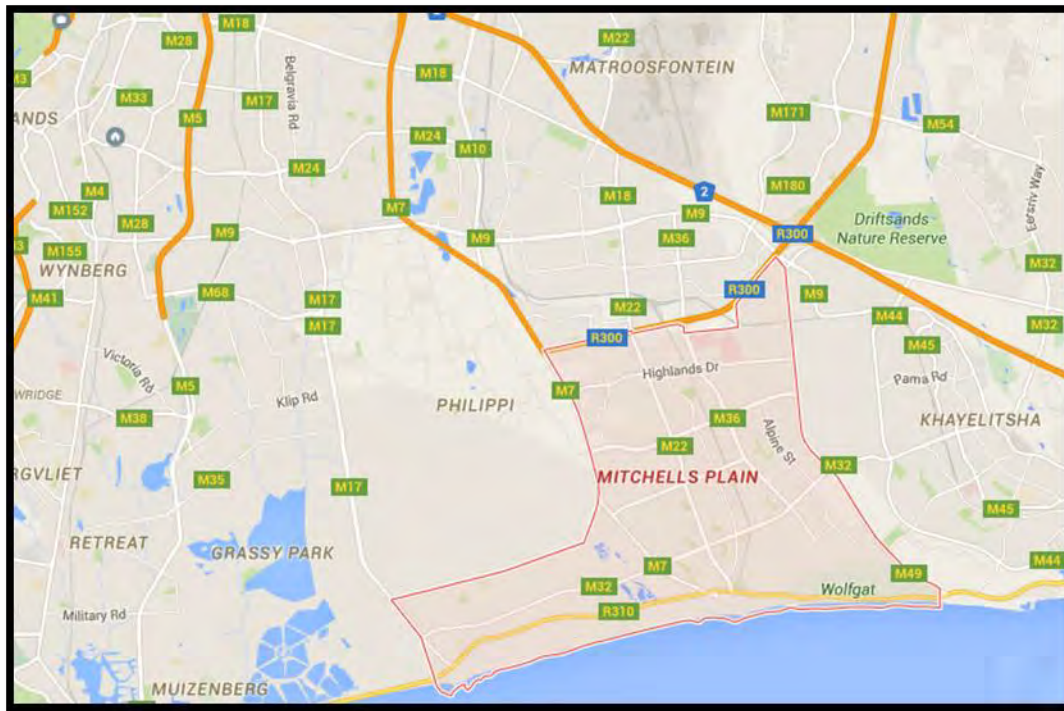 M18
M28
M22
MATROOSFONTEIN
M3
M33
M17
Belgravia Rd
M18
M171
ANDS
M5
M24
M10
M54
M24
M4
M180
Eersriv Way
M152
M28
M7
M18
2
M9
Driftsands
Nature Reserve
M155
M9
M9
M36
R300
WYNBERG
M32
M41
M68
M17
M22
R300
M9
M44
M17
R300
M32
M45
Victoria Rd
M5
Highlands Dr
Pama Rd
WRIDGE
Klip Rd
PHILIPPI
M7
M38
M36
KHAYELITSHA
M22
Alpine St
RGVLIET
M35
M17
MITCHELLS PLAIN
M32
M45
RETREAT
GRASSY PARK
M7
M49
M44
M32
Wolfgat
Military Rd
R310
MUIZENBERG